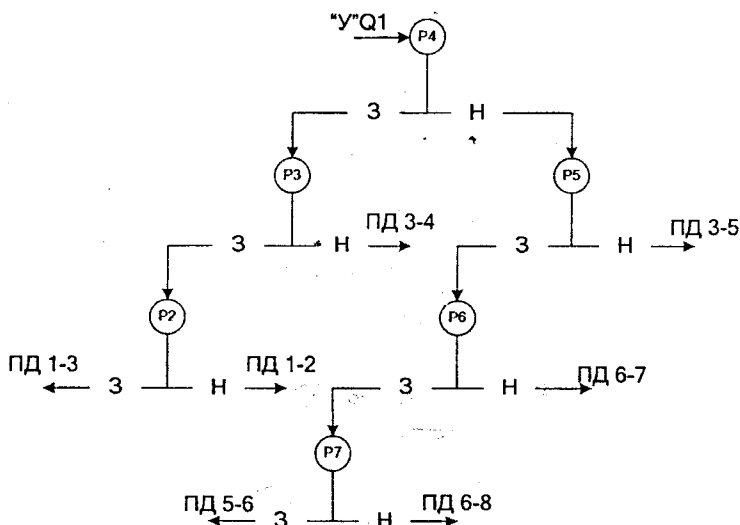 "У"Q1
P4
З Н
P3 P5
ПД 3-4 ПД 3-5
З Н З Н
P2 P6
ПД 1-3 ПД 1-2 ПД 6-7
З Н З Н
P7
ПД 5-6 ПД 6-8
З Н